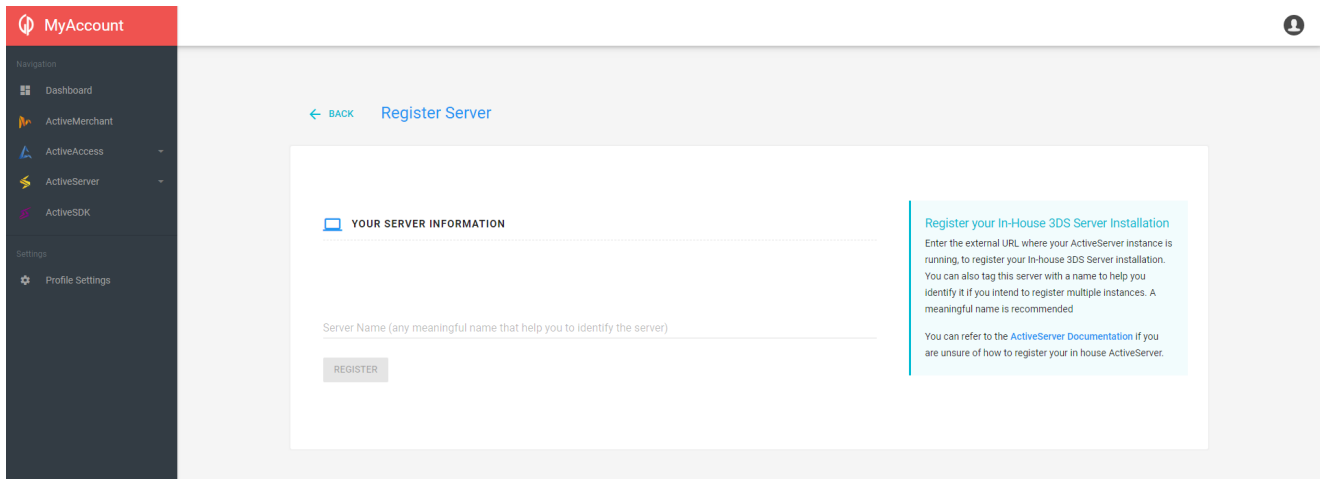 MyAccount
Navigation
Dashboard
ActiveMerchant
ActiveAccess
ActiveServer
ActiveSDK
Settings
Profile Settings
BACK
Register Server
YOUR SERVER INFORMATION
Server Name (any meaningful name that help you to identify the server)
REGISTER
Register your In-House 3DS Server Installation
Enter the external URL where your ActiveServer instance is
running, to register your In-house 3DS Server installation.
You can also tag this server with a name to help you
identify it if you intend to register multiple instances. A
meaningful name is recommended
You can refer to the ActiveServer Documentation if you
are unsure of how to register your in house ActiveServer.